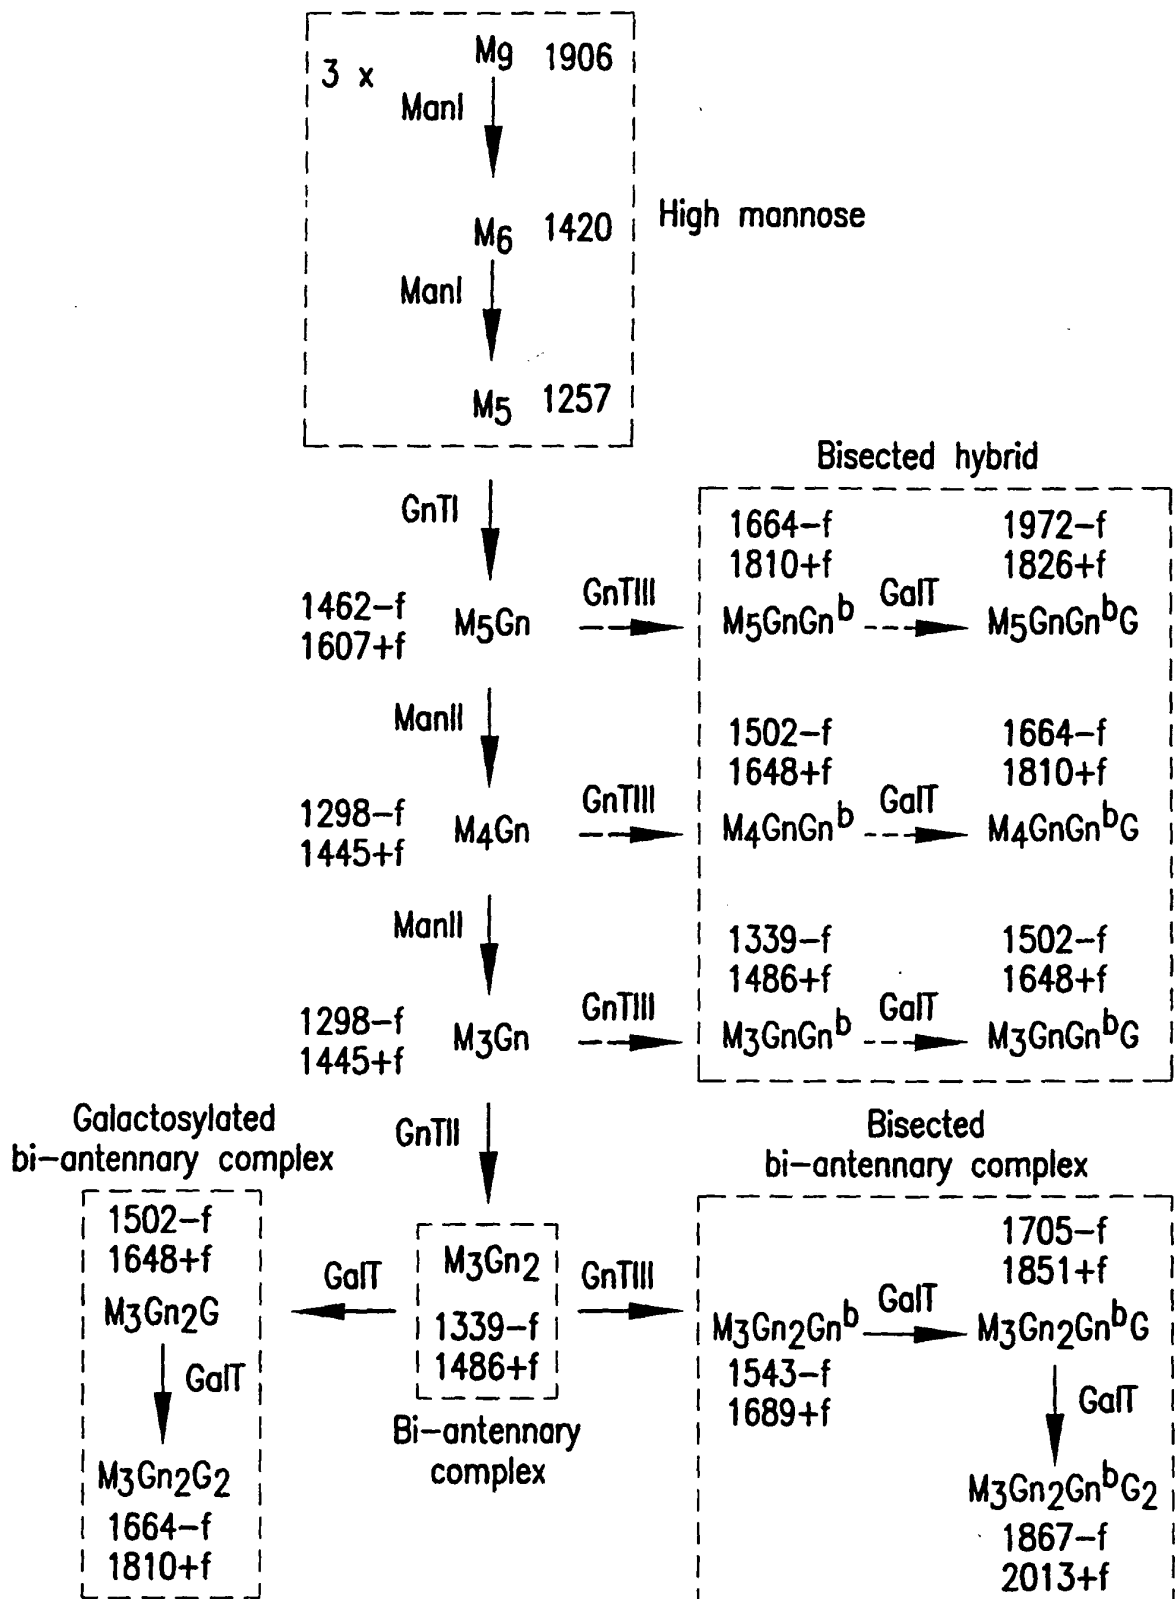 3 x
M9 1906
ManI
M6 1420
High mannose
ManI
M5 1257
GnTI
Bisected hybrid
1664-f
1810+f
1972-f
1826+f
1462-f
1607+f
M5Gn
GnTIII
M5GnGnb
GalT
M5GnGnbG
ManII
1502-f
1648+f
1664-f
1810+f
1298-f
1445+f
M4Gn
GnTIII
M4GnGnb
GalT
M4GnGnbG
ManII
1339-f
1486+f
1502-f
1648+f
1298-f
1445+f
M3Gn
GnTIII
M3GnGnb
GalT
M3GnGnbG
GnTII
Galactosylated
bi-antennary complex
1502-f
1648+f
M3Gn2G
GalT
M3Gn2G2
1664-f
1810+f
GalT
M3Gn2
1339-f
1486+f
Bi-antennary
complex
GnTIII
Bisected
bi-antennary complex
M3Gn2Gnb
1543-f
1689+f
GalT
1705-f
1851+f
M3Gn2GnbG
GalT
M3Gn2GnbG2
1867-f
2013+f